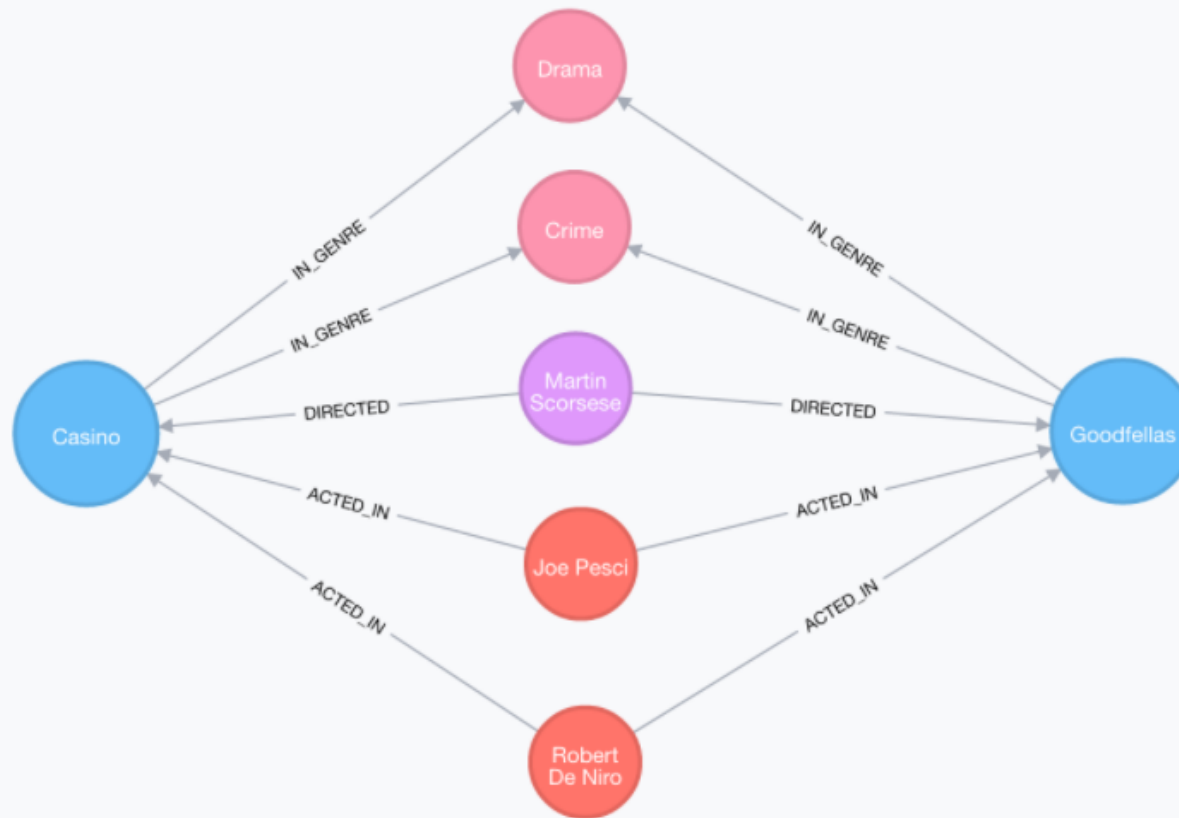 Drama
IN_GENRE
IN_GENRE
Crime
IN_GENRE
IN_GENRE
Martin
Scorsese
DIRECTED
DIRECTED
Casino
Goodfellas
ACTED_IN
ACTED_IN
Joe Pesci
ACTED_IN
ACTED_IN
Robert
De Niro